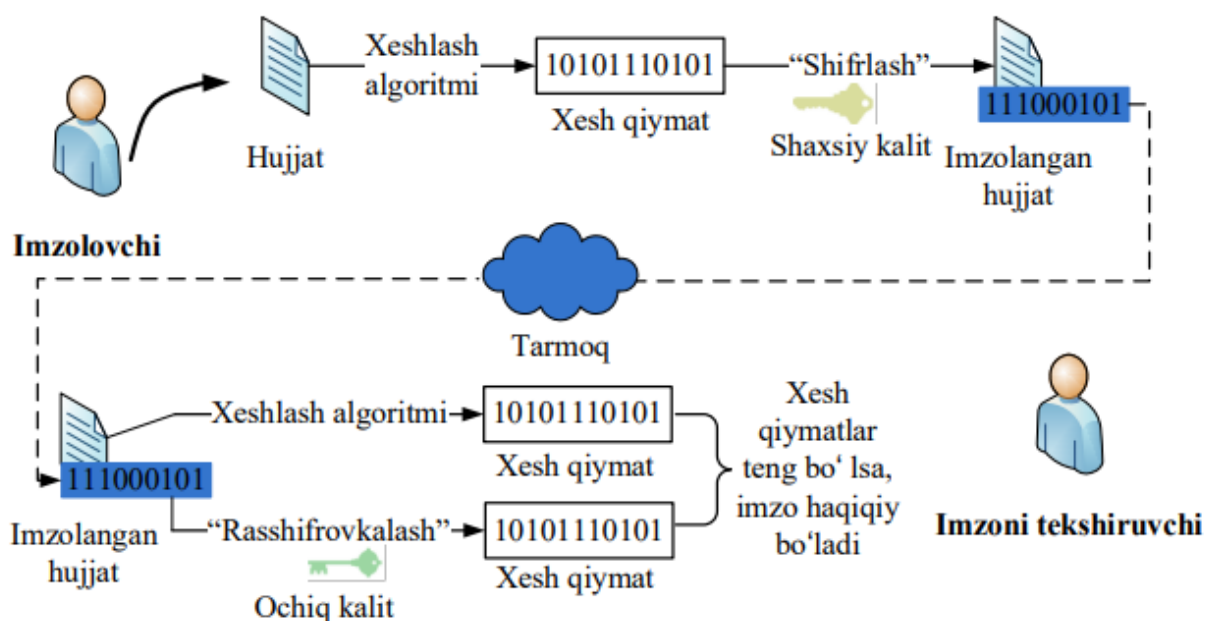 Xeshlash
algoritmi
10101110101
“Shifrlash”
111000101
Xesh qiymat
Hujjat
Shaxsiy kalit
Imzolangan
hujjat
Imzolovchi
Tarmoq
Xeshlash algoritmi
10101110101
Xesh qiymat
111000101
“Rasshifrovkalash”
10101110101
Xesh qiymat
Imzolangan
hujjat
Ochiq kalit
Xesh
qiymatlar
teng bo‘ lsa,
imzo haqiqiy
bo‘ladi
Imzoni tekshiruvchi